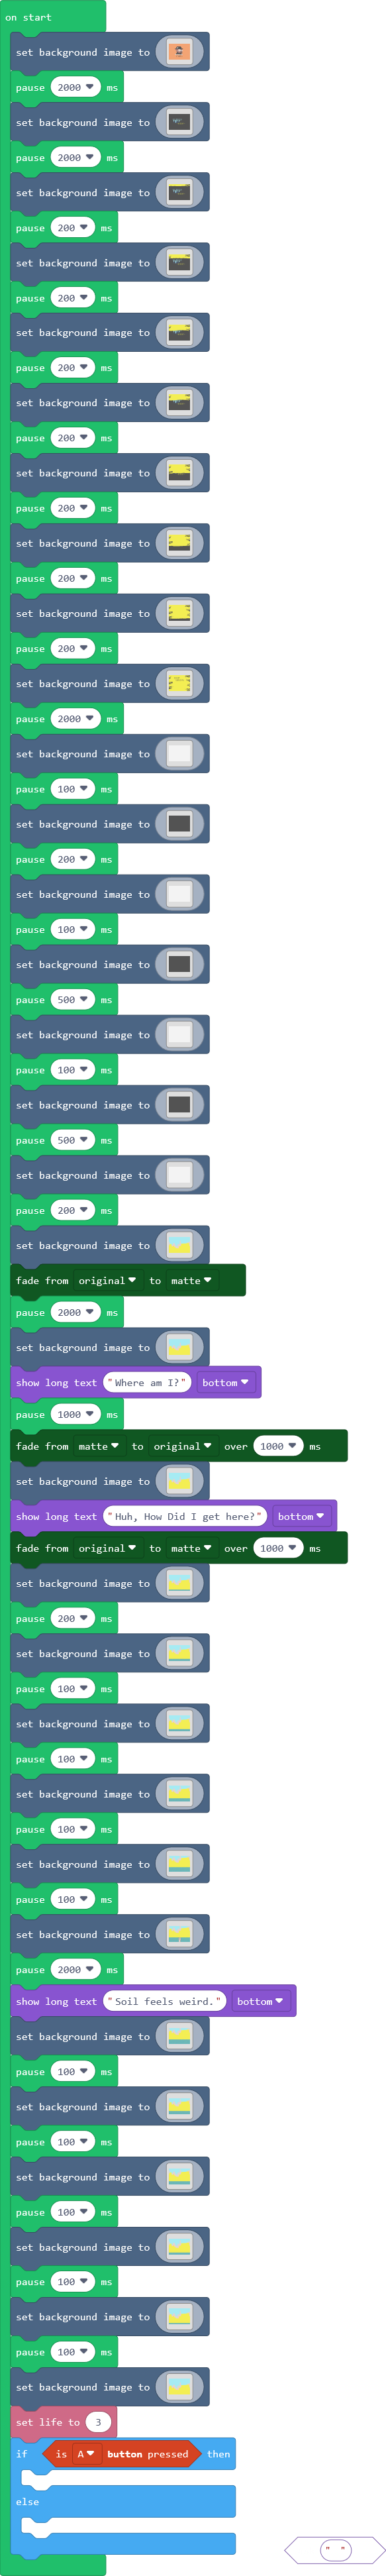 on start
set background image to
pause 2000 ms
set background image to
pause 2000 ms
set background image to
pause 200 ms
set background image to
pause 200 ms
set background image to
pause 200 ms
set background image to
pause 200 ms
set background image to
pause 200 ms
set background image to
pause 200 ms
set background image to
pause 200 ms
set background image to
pause 2000 ms
set background image to
pause 100 ms
set background image to
pause 200 ms
set background image to
pause 100 ms
set background image to
pause 500 ms
set background image to
pause 100 ms
set background image to
pause 500 ms
set background image to
pause 200 ms
set background image to
fade from original to matte
pause 2000 ms
set background image to
show long text "Where am I?" bottom
pause 1000 ms
fade from matte to original over 1000 ms
set background image to
show long text "Huh, How Did I get here?" bottom
fade from original to matte over 1000 ms
set background image to
pause 200 ms
set background image to
pause 100 ms
set background image to
pause 100 ms
set background image to
pause 100 ms
set background image to
pause 100 ms
set background image to
pause 2000 ms
show long text "Soil feels weird." bottom
set background image to
pause 100 ms
set background image to
pause 100 ms
set background image to
pause 100 ms
set background image to
pause 100 ms
set background image to
pause 100 ms
set background image to
set life to 3
if is A button pressed then
else
" "